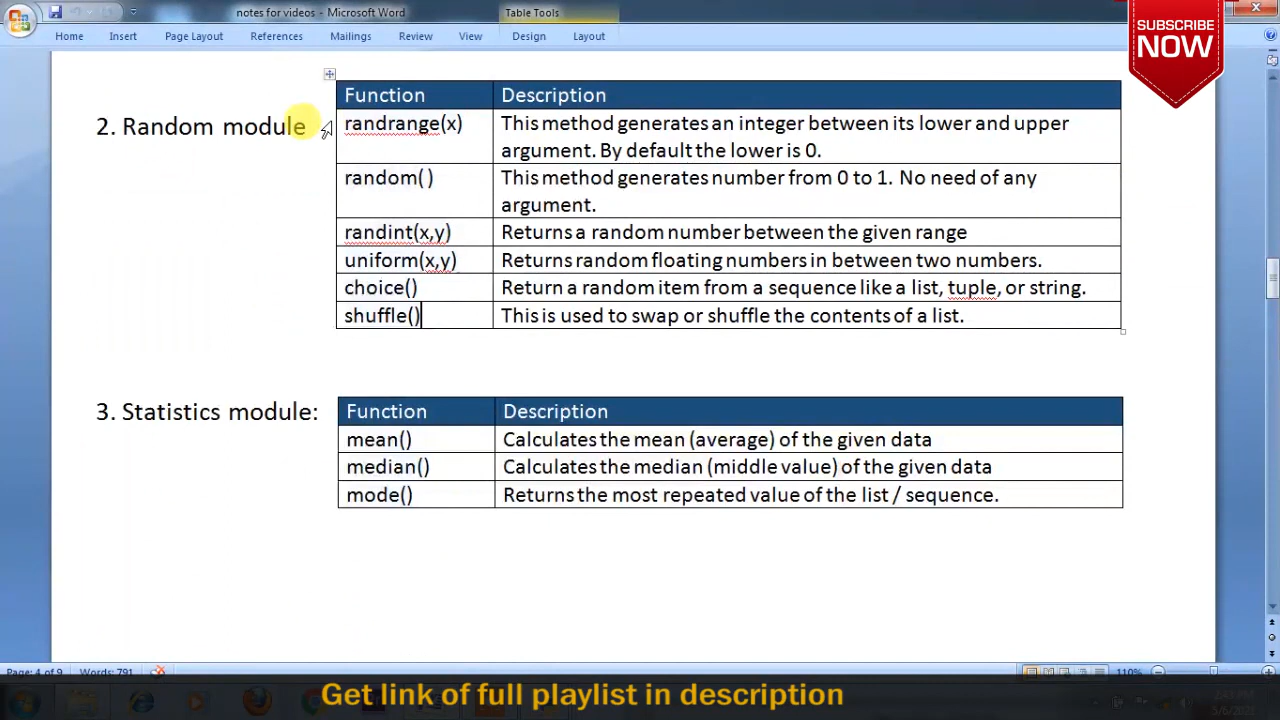 notes for videos - Microsoft Word
Table Tools
SUBSCRIBE
NOW
Home Insert Page Layout References Mailings Review View Design Layout
2. Random module
Function Description
randrange(x) This method generates an integer between its lower and upper
argument. By default the lower is 0.
random( ) This method generates number from 0 to 1. No need of any
argument.
randint(x,y) Returns a random number between the given range
uniform(x,y) Returns random floating numbers in between two numbers.
choice() Return a random item from a sequence like a list, tuple, or string.
shuffle() This is used to swap or shuffle the contents of a list.
3. Statistics module:
Function Description
mean() Calculates the mean (average) of the given data
median() Calculates the median (middle value) of the given data
mode() Returns the most repeated value of the list / sequence.
Page: 4 of 9 Words: 791 110%
Get link of full playlist in description